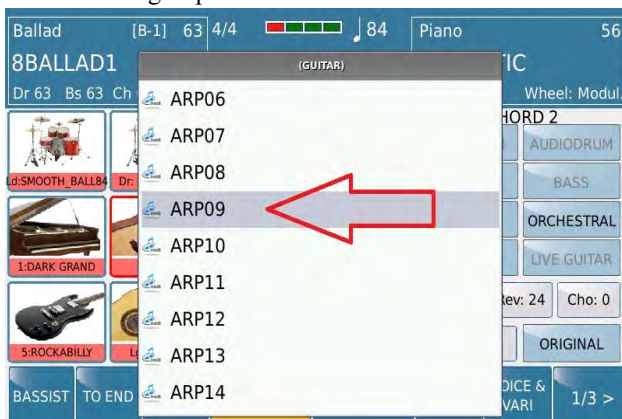 Ballad [B-1] 63 4/4 84 Piano 56
8BALLAD1 TIC
Dr 63 Bs 63 Ch Wheel: Modul.
(GUITAR)
ARP06
ARP07
ARP08
ARP09
ARP10
ARP11
ARP12
ARP13
ARP14
HORD 2
AUDIODRUM
BASS
ORCHESTRAL
LIVE GUITAR
Rev: 24 Cho: 0
ORIGINAL
Ld:SMOOTH_BALL84 Dr:
1:DARK GRAND
5:ROCKABILLY
BASSIST TO END OICE & VARI 1/3 >